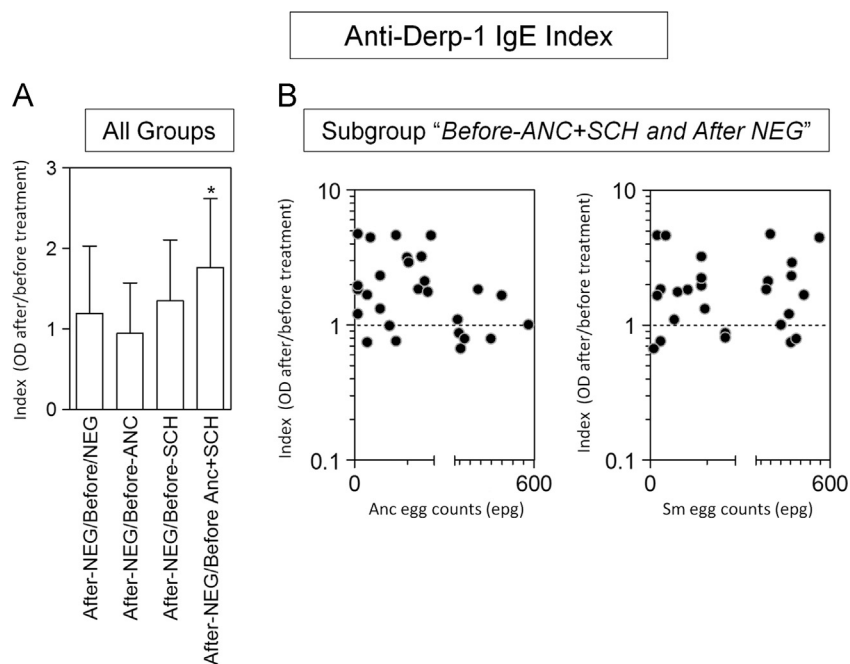 Anti-Derp-1 IgE Index
A
All Groups
Index (OD after/before treatment)
3
2
1
0
*
After-NEG/Before/NEG
After-NEG/Before-ANC
After-NEG/Before-SCH
After-NEG/Before Anc+SCH
B
Subgroup “Before-ANC+SCH and After NEG”
Index (OD after/before treatment)
10
1
0.1
0
600
Anc egg counts (epg)
Index (OD after/before treatment)
10
1
0.1
0
600
Sm egg counts (epg)